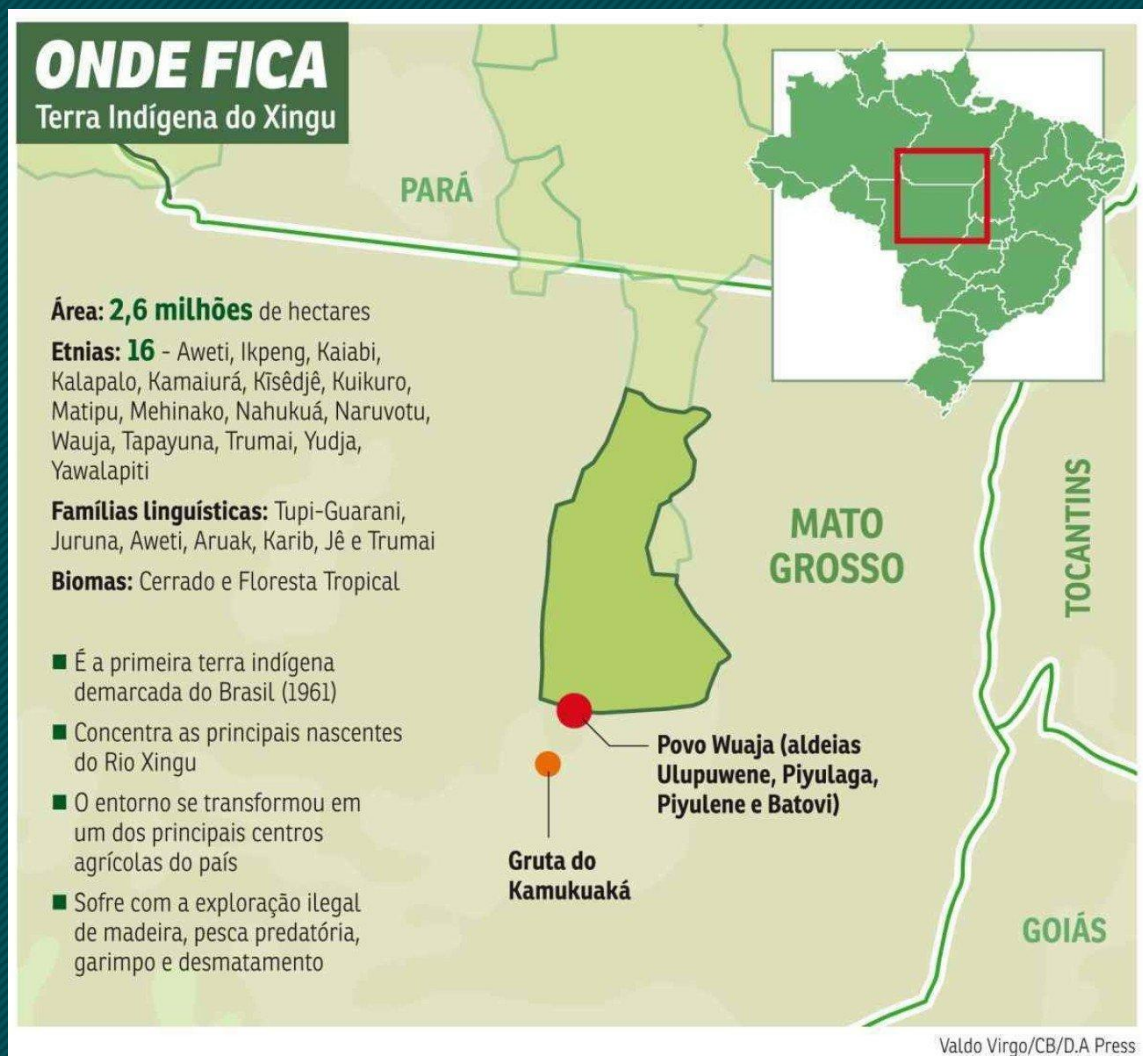 ONDE FICA
Terra Indígena do Xingu
PARÁ
Área: 2,6 milhões de hectares
Etnias: 16 - Aweti, Ikpeng, Kaiabi,
Kalapalo, Kamaiurá, Kĩsêdjê, Kuikuro,
Matipu, Mehinako, Nahukuá, Naruvotu,
Wauja, Tapayuna, Trumai, Yudja,
Yawalapiti
Famílias linguísticas: Tupi-Guarani,
Juruna, Aweti, Aruak, Karib, Jê e Trumai
Biomas: Cerrado e Floresta Tropical
■ É a primeira terra indígena
demarcada do Brasil (1961)
■ Concentra as principais nascentes
do Rio Xingu
■ O entorno se transformou em
um dos principais centros
agrícolas do país
■ Sofre com a exploração ilegal
de madeira, pesca predatória,
garimpo e desmatamento
MATO
GROSSO
TOCANTINS
Povo Wuaja (aldeias
Ulupuwene, Piyulaga,
Piyulene e Batovi)
Gruta do
Kamukuaká
GOIÁS
Valdo Virgo/CB/D.A Press